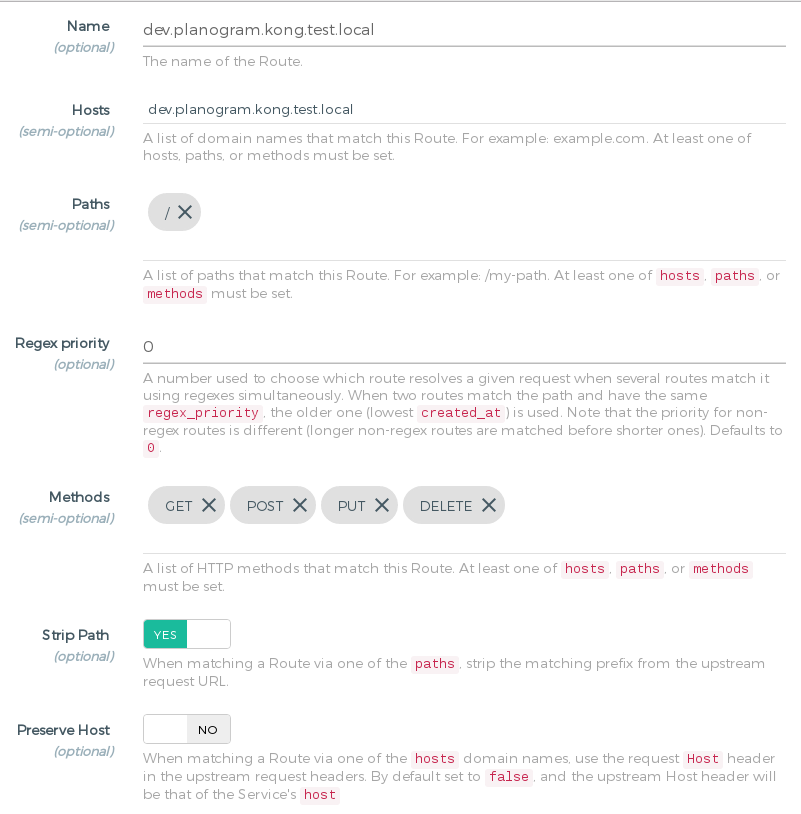 Name
(optional)
dev.planogram.kong.test.local
The name of the Route.
Hosts
(semi-optional)
dev.planogram.kong.test.local
A list of domain names that match this Route. For example: example.com. At least one of
hosts, paths, or methods must be set.
Paths
(semi-optional)
/
A list of paths that match this Route. For example: /my-path. At least one of hosts, paths, or
methods must be set.
Regex priority
(optional)
0
A number used to choose which route resolves a given request when several routes match it
using regexes simultaneously. When two routes match the path and have the same
regex_priority, the older one (lowest created_at) is used. Note that the priority for non-
regex routes is different (longer non-regex routes are matched before shorter ones). Defaults to
0.
Methods
(semi-optional)
GET POST PUT DELETE
A list of HTTP methods that match this Route. At least one of hosts, paths, or methods
must be set.
Strip Path
(optional)
YES
When matching a Route via one of the paths, strip the matching prefix from the upstream
request URL.
Preserve Host
(optional)
NO
When matching a Route via one of the hosts domain names, use the request Host header
in the upstream request headers. By default set to false, and the upstream Host header will
be that of the Service's host